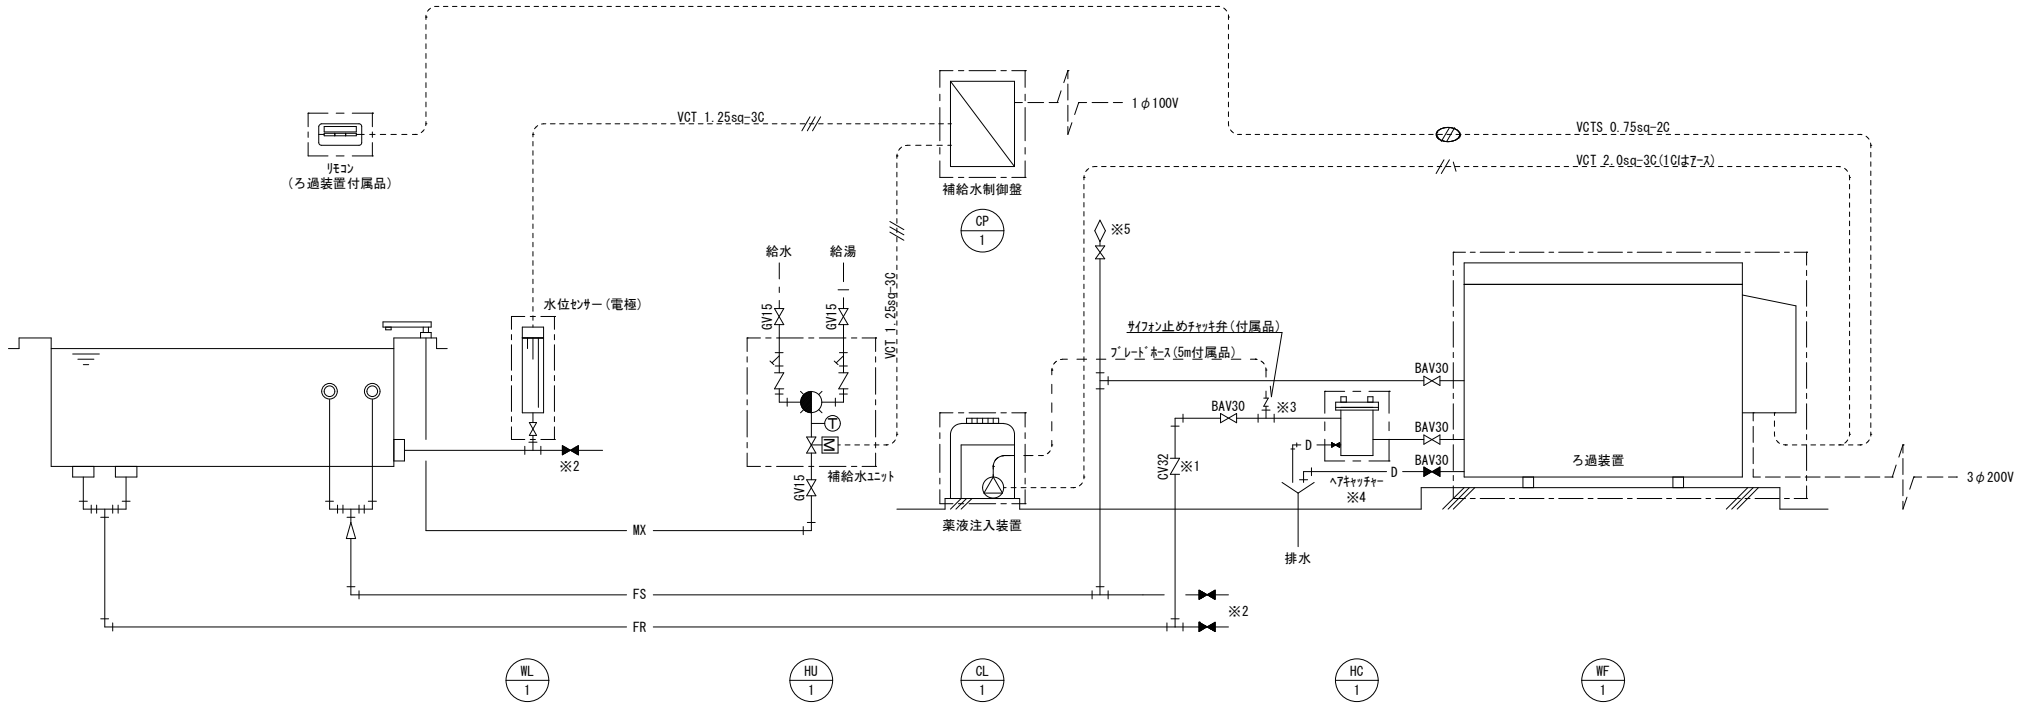 1φ100V
VCT 1.25sq-3C
VCTS 0.75sq-2C
リモコン
(ろ過装置付属品)
VCT 2.0sq-3C(1Cはアース)
補給水制御盤
CP
1
※5
給水
給湯
VCT 1.25sq-3C
水位センサー(電極)
GV15
GV15
サイフォン止めチャッキ弁(付属品)
ブレードホース(5m付属品)
BAV30
BAV30
※3
T
M
D
BAV30
※2
補給水ユニット
CV32
※1
D
BAV30
ろ過装置
GV15
ヘアキャッチャー
※4
3φ200V
薬液注入装置
MX
排水
FS
※2
FR
WL
1
HU
1
CL
1
HC
1
WF
1